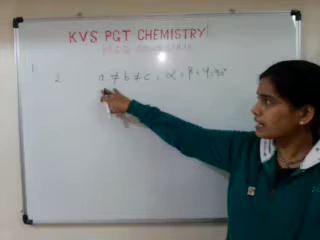 KVS PGT CHEMISTRY
1
2. a ≠ b ≠ c, α = β = γ = 90°